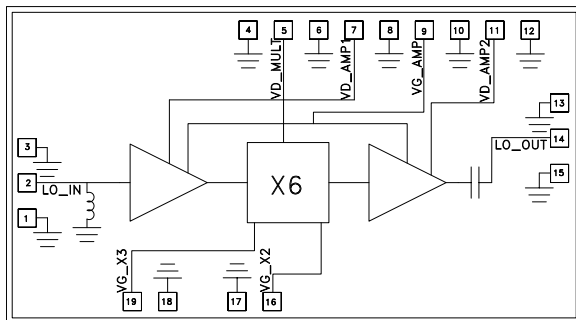 4 5 6 7 8 9 10 11 12
VD_MULT
VD_AMP1
VG_AMP
VD_AMP2
13
3
14
LO_OUT
2
LO_IN
X6
15
1
VG_X3
VG_X2
19 18 17 16